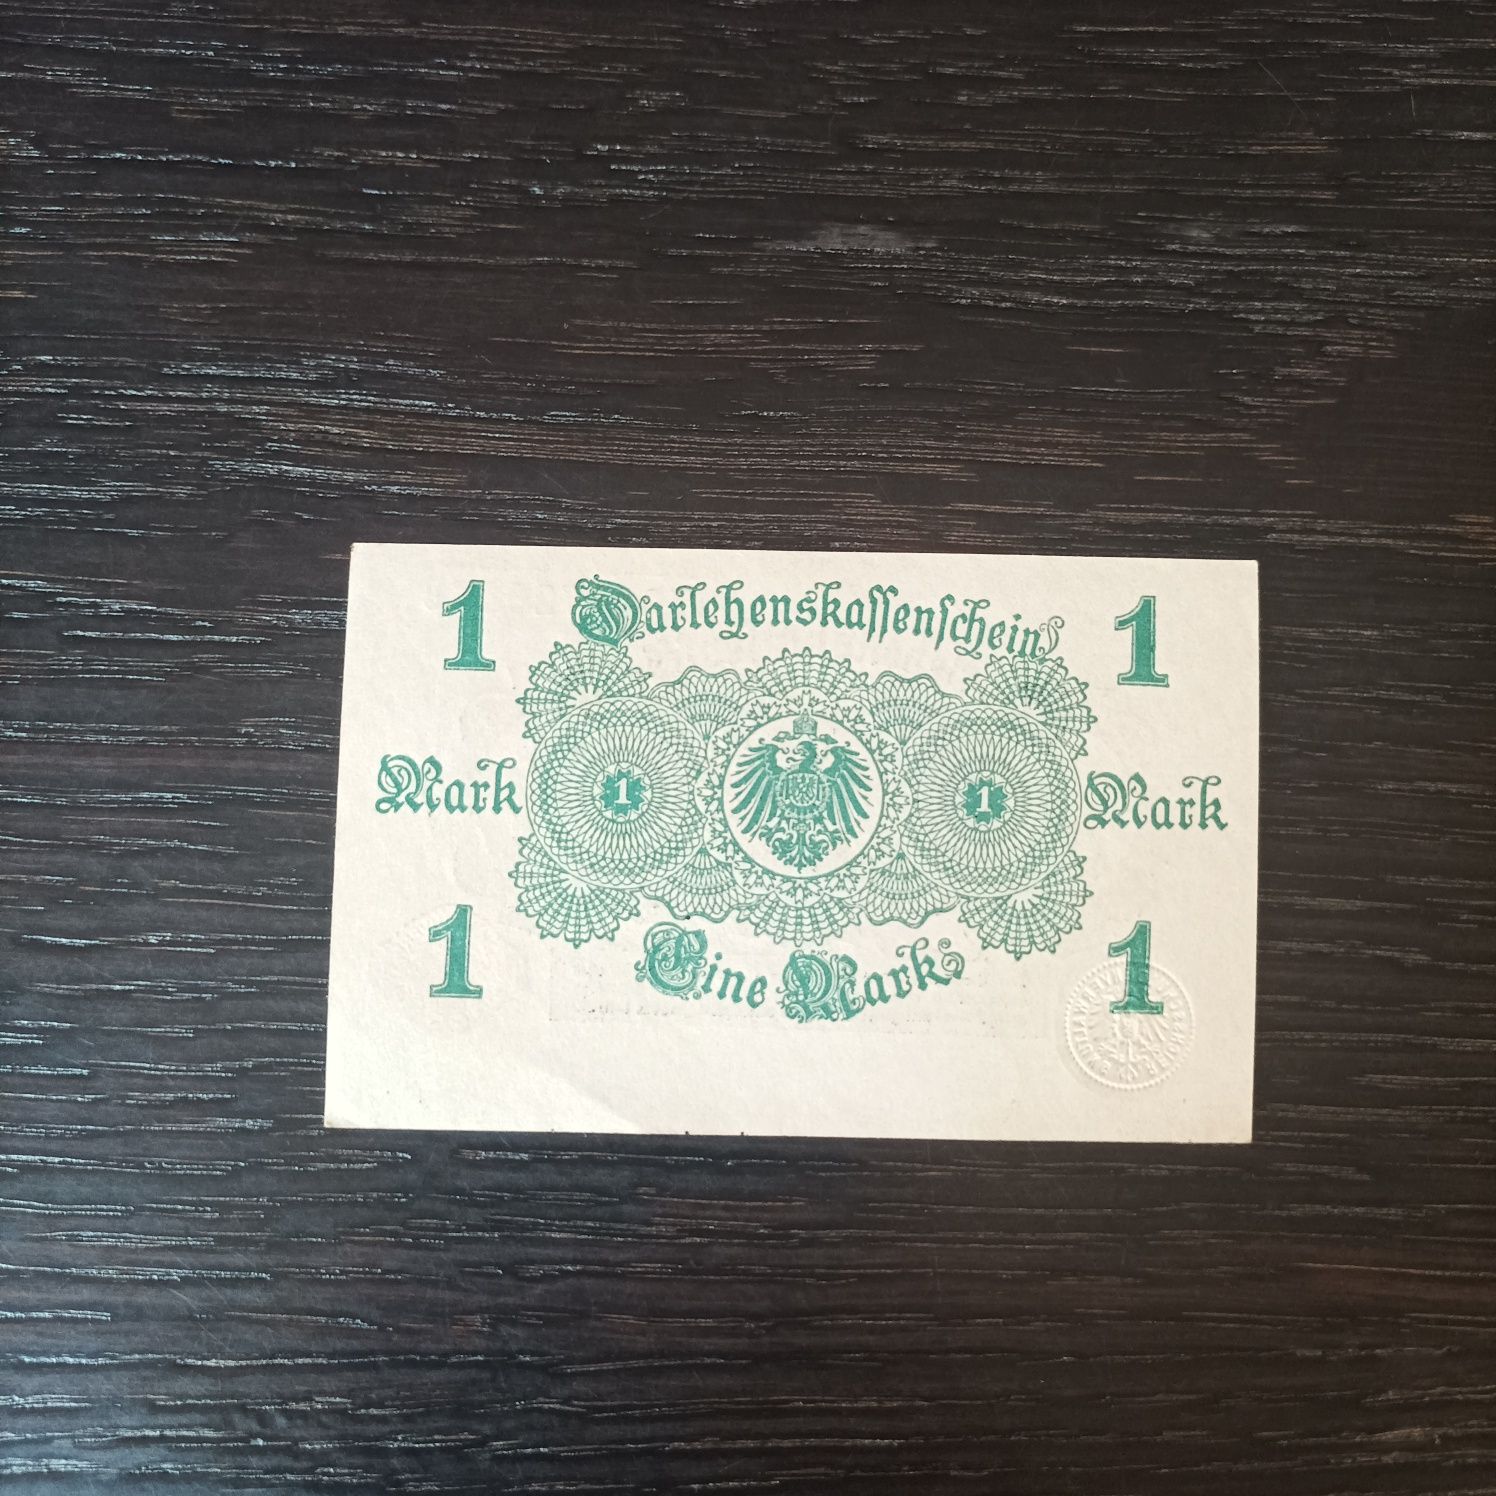 1 Darlehenskassenschein 1
Mark 1 1 Mark
1 Eine Mark 1